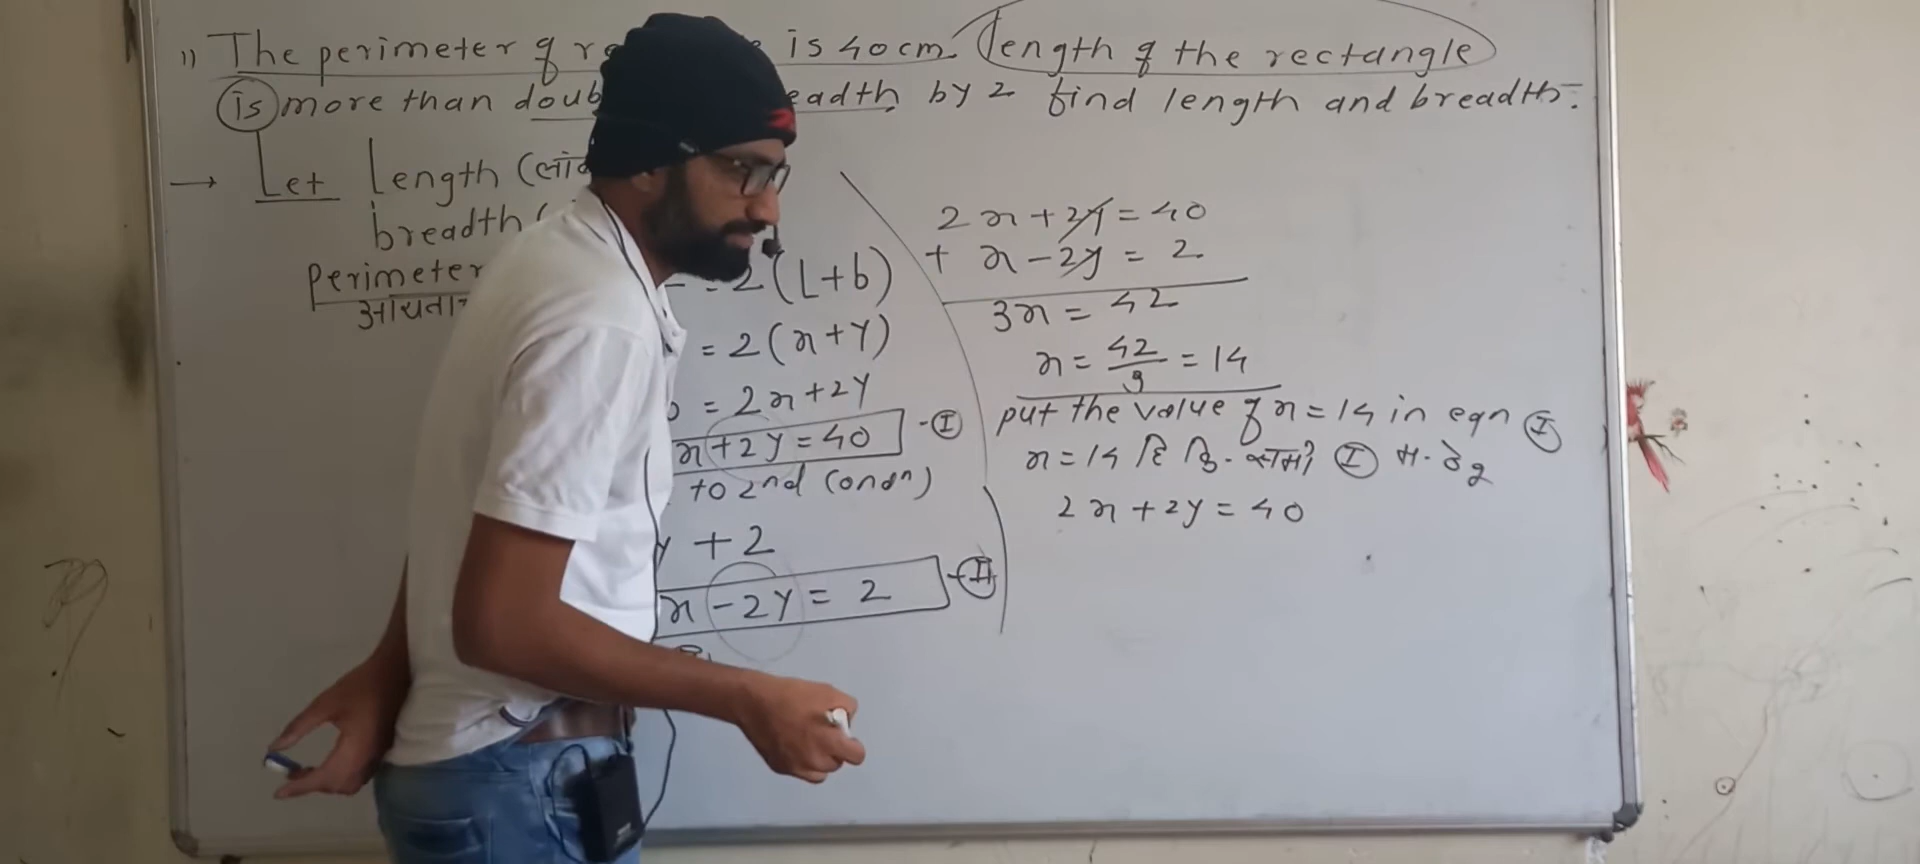 1) The perimeter of is 40cm. length of the rectangle
is more than doub eadth by 2 find length and breadth.
→ Let Length (
breadth (
Perimeter = 2(L+b)
= 2(x+y)
= 2x+2y
x+2y=40 -I
to 2nd Condn)
y +2
x-2y = 2 -II
2x+2y=40
+ x-2y = 2
3x = 42
x = 42/3 = 14
put the value of x=14 in eqn I
x=14 हि कि. I
2x+2y=40